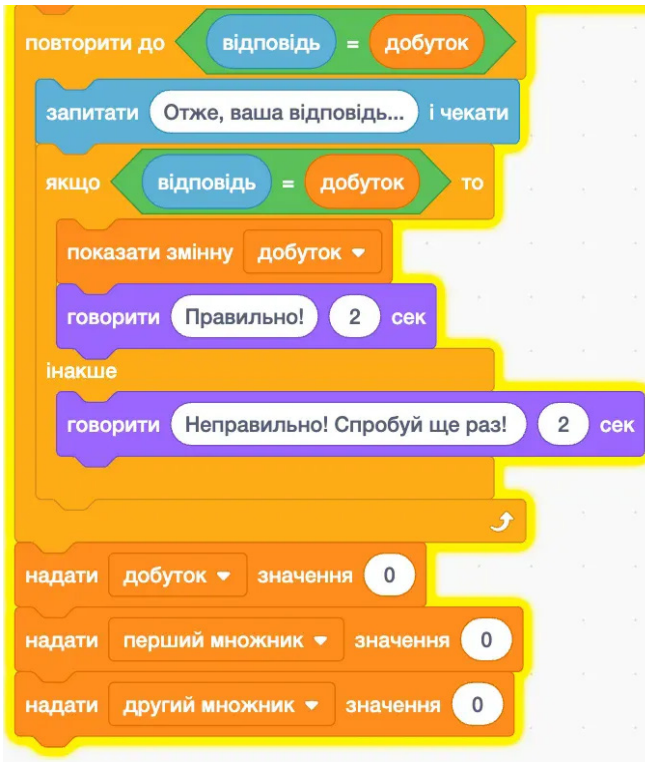 повторити до відповідь = добуток
запитати Отже, ваша відповідь... і чекати
якщо відповідь = добуток то
показати змінну добуток
говорити Правильно! 2 сек
інакше
говорити Неправильно! Спробуй ще раз! 2 сек
надати добуток значення 0
надати перший множник значення 0
надати другий множник значення 0